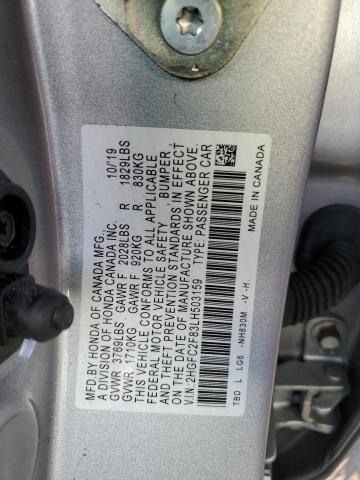 MFD.BY HONDA OF CANADA MFG., 10/19
A DIVISION OF HONDA CANADA INC.
GVWR 3769LBS GAWR F 2028LBS R 1829LBS
GVWR 1710KG GAWR F 920KG R 830KG
THIS VEHICLE CONFORMS TO ALL APPLICABLE
FEDERAL MOTOR VEHICLE SAFETY, BUMPER,
AND THEFT PREVENTION STANDARDS IN EFFECT
ON THE DATE OF MANUFACTURE SHOWN ABOVE.
V.I.N: 2HGFC2F83LH503159 TYPE: PASSENGER CAR
TBD L LG6 -NH830M - V - H MADE IN CANADA